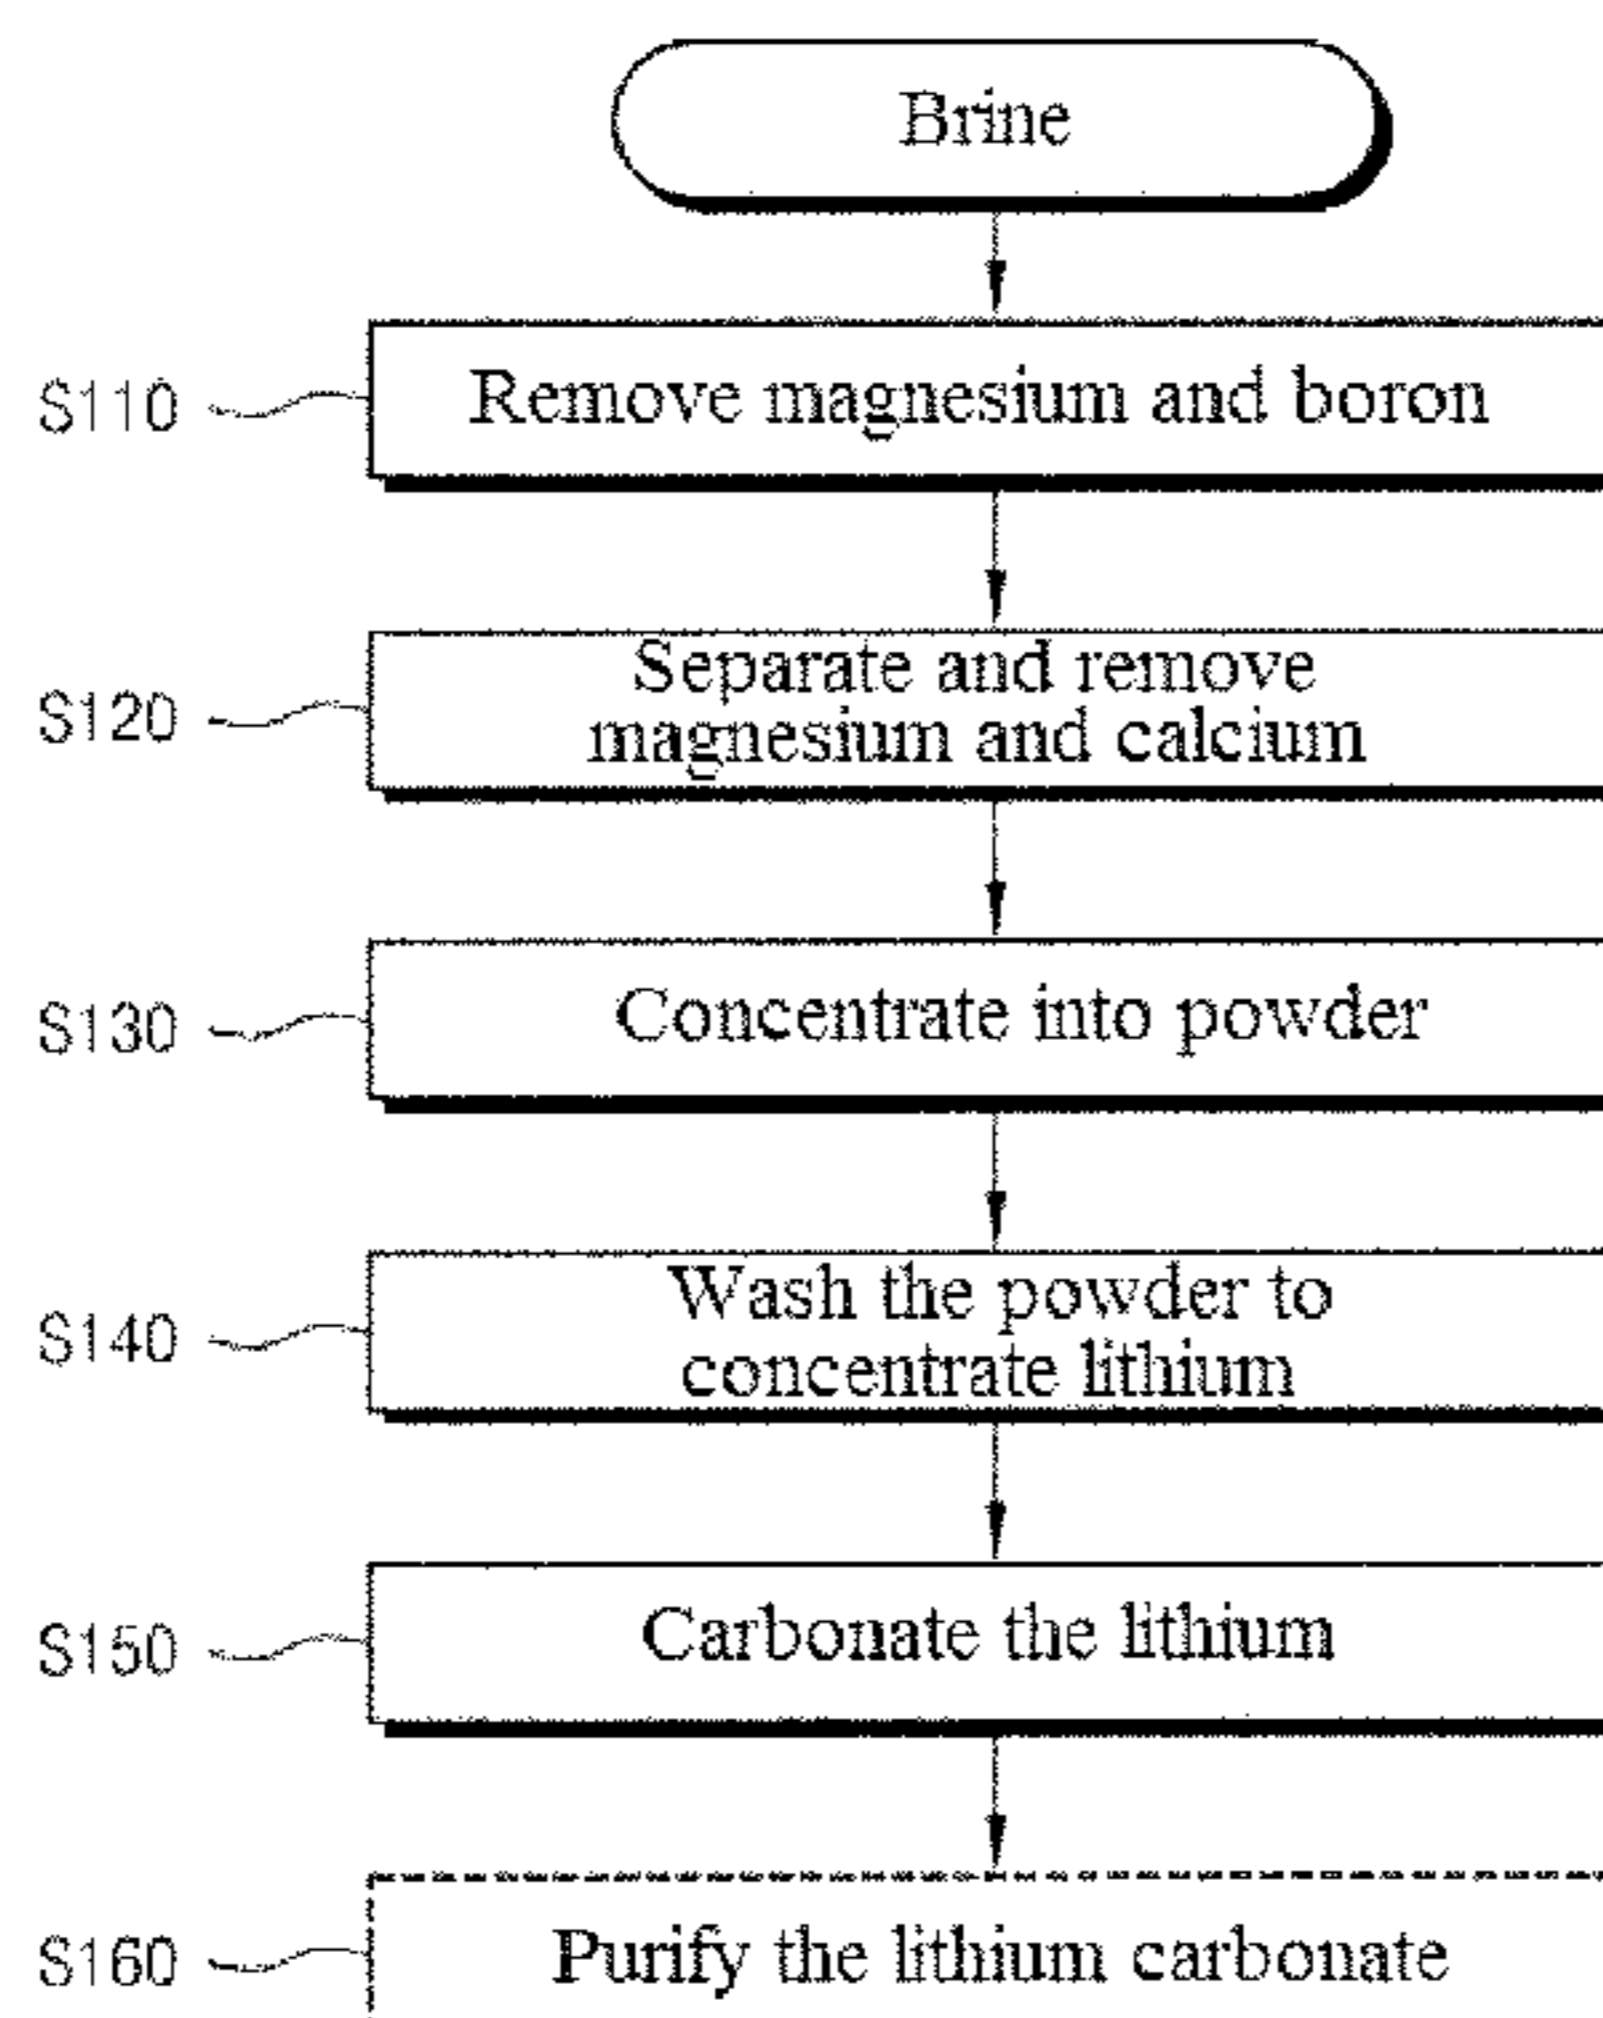 Brine
S110
Remove magnesium and boron
S120
Separate and remove
magnesium and calcium
S130
Concentrate into powder
S140
Wash the powder to
concentrate lithium
S150
Carbonate the lithium
S160
Purify the lithium carbonate